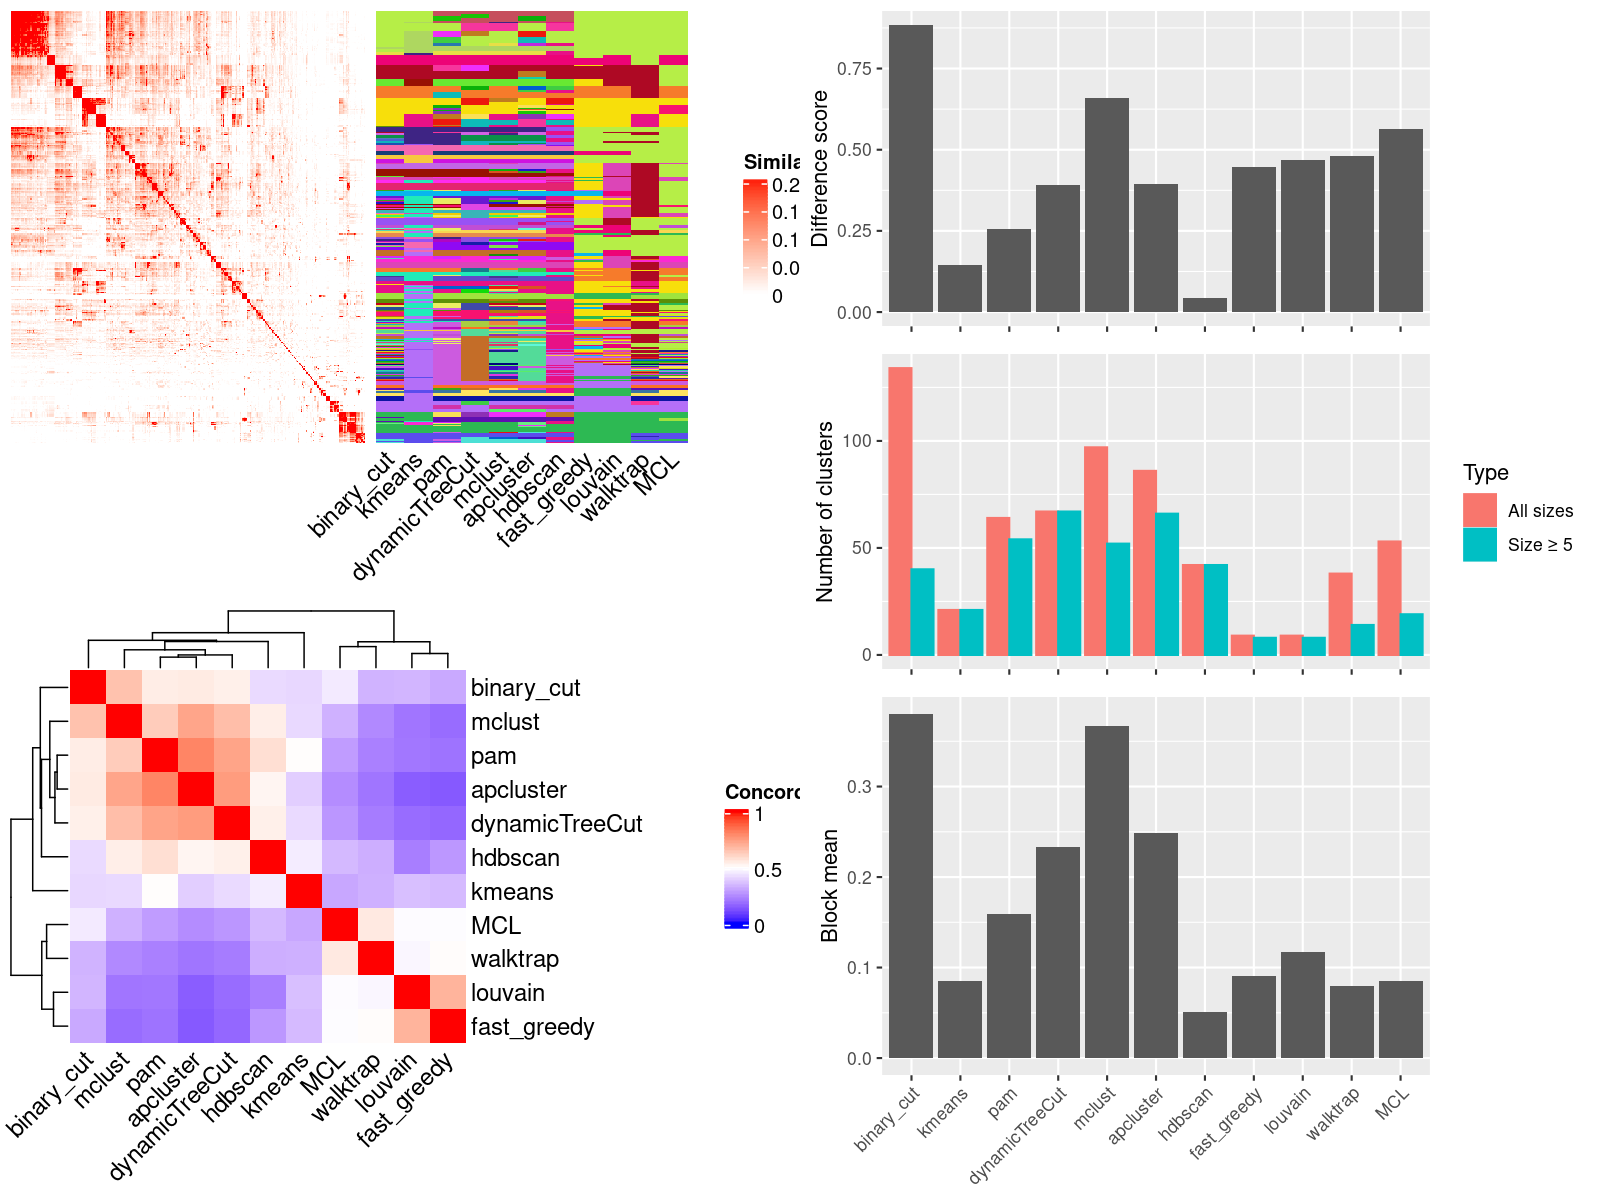 Simila
0.2
0.1
0.1
0.0
0
binary_cut
kmeans
pam
dynamicTreeCut
mclust
apcluster
hdbscan
fast_greedy
louvain
walktrap
MCL
Difference score
0.75
0.50
0.25
0.00
Number of clusters
100
50
0
Type
All sizes
Size ≥ 5
binary_cut
mclust
pam
apcluster
dynamicTreeCut
hdbscan
kmeans
MCL
walktrap
louvain
fast_greedy
binary_cut
mclust
pam
apcluster
dynamicTreeCut
hdbscan
kmeans
MCL
walktrap
louvain
fast_greedy
Concord
1
0.5
0
Block mean
0.3
0.2
0.1
0.0
binary_cut
kmeans
pam
dynamicTreeCut
mclust
apcluster
hdbscan
fast_greedy
louvain
walktrap
MCL